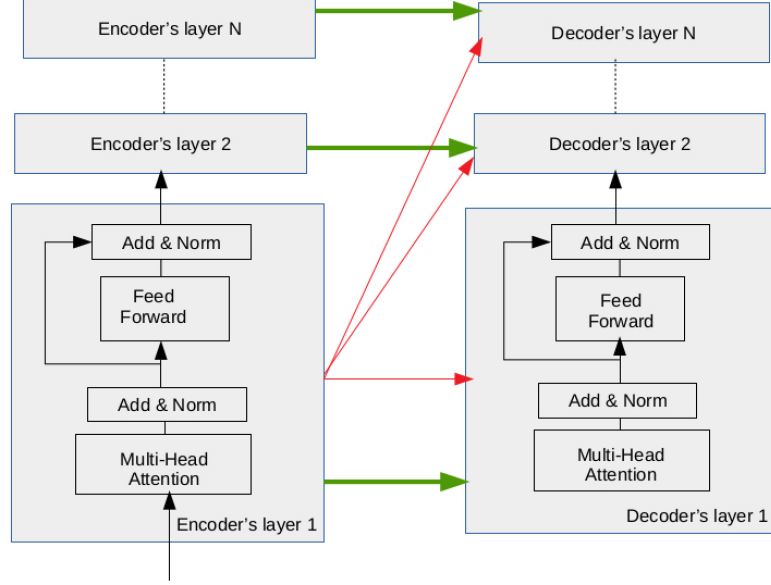 Encoder's layer N
Decoder's layer N
Encoder's layer 2
Decoder's layer 2
Add & Norm
Feed
Forward
Add & Norm
Multi-Head
Attention
Encoder's layer 1
Add & Norm
Feed
Forward
Add & Norm
Multi-Head
Attention
Decoder's layer 1